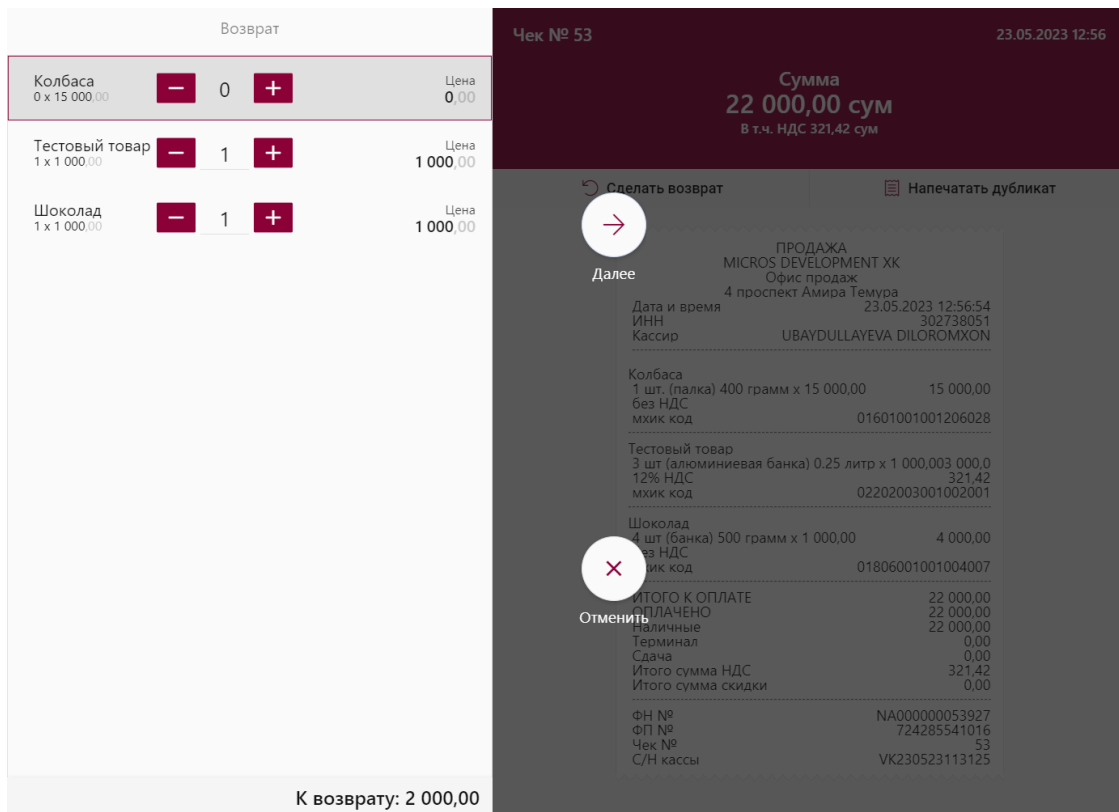 Возврат
Колбаса
0 x 15 000,00
0
Цена
0,00
Тестовый товар
1 x 1 000,00
1
Цена
1 000,00
Шоколад
1 x 1 000,00
1
Цена
1 000,00
К возврату: 2 000,00
Чек № 53 23.05.2023 12:56
Сумма
22 000,00 сум
В т.ч. НДС 321,42 сум
Сделать возврат Напечатать дубликат
Далее
Отменить
ПРОДАЖА
MICROS DEVELOPMENT XK
Офис продаж
4 проспект Амира Темура
Дата и время 23.05.2023 12:56:54
ИНН 302738051
Кассир UBAYDULLAYEVA DILOROMXON
Колбаса
1 шт. (палка) 400 грамм x 15 000,00 15 000,00
без НДС
мхик код 01601001001206028
Тестовый товар
3 шт (алюминиевая банка) 0.25 литр x 1 000,003 000,0
12% НДС 321,42
мхик код 02202003001002001
Шоколад
4 шт (банка) 500 грамм x 1 000,00 4 000,00
без НДС
мхик код 01806001001004007
ИТОГО К ОПЛАТЕ 22 000,00
ОПЛАЧЕНО 22 000,00
Наличные 22 000,00
Терминал 0,00
Сдача 0,00
Итого сумма НДС 321,42
Итого сумма скидки 0,00
ФН № NA000000053927
ФП № 724285541016
Чек № 53
С/Н кассы VK230523113125